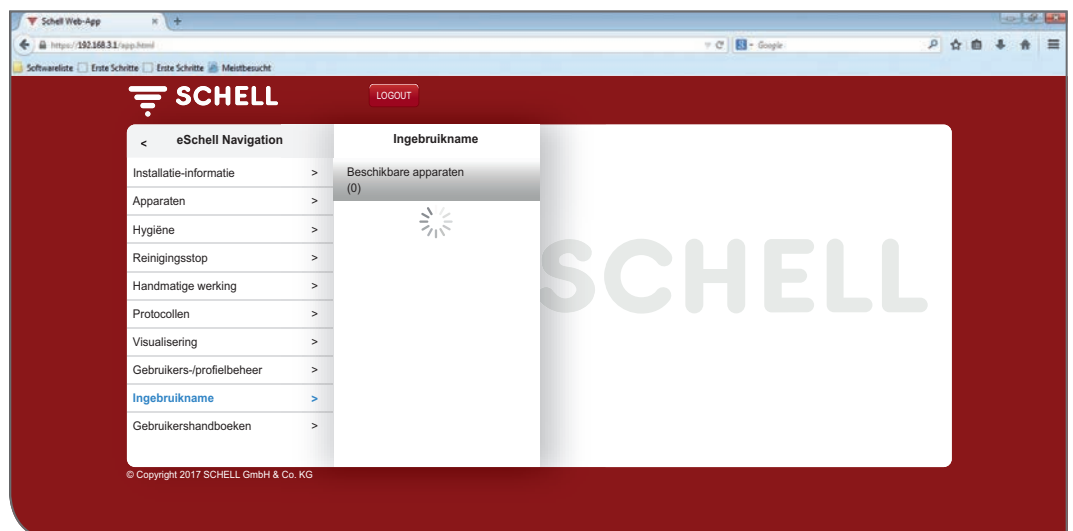 Schell Web-App
https://192.168.3.1/app.html
Google
Softwareliste Erste Schritte Erste Schritte Meistbesucht
SCHELL
LOGOUT
< eSchell Navigation
Ingebruikname
Installatie-informatie >
Beschikbare apparaten
(0)
Apparaten >
Hygiëne >
Reinigingsstop >
Handmatige werking >
Protocollen >
Visualisering >
Gebruikers-/profielbeheer >
Ingebruikname >
Gebruikershandboeken >
SCHELL
© Copyright 2017 SCHELL GmbH & Co. KG